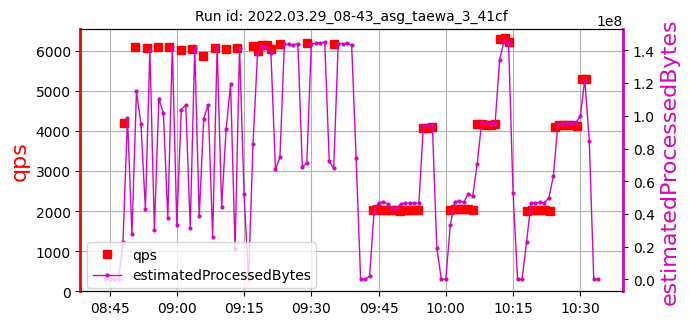 Run id: 2022.03.29_08-43_asg_taewa_3_41cf
1e8
6000
5000
4000
3000
2000
1000
0
qps
1.4
1.2
1.0
0.8
0.6
0.4
0.2
0.0
estimatedProcessedBytes
qps
estimatedProcessedBytes
08:45 09:00 09:15 09:30 09:45 10:00 10:15 10:30